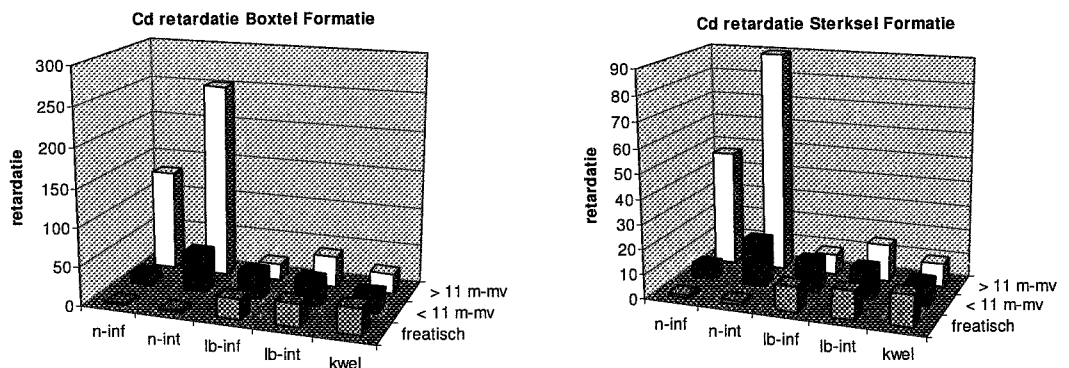 Cd retardatie Boxtel Formatie
300
250
200
150
100
50
0
retardatie
n-inf
n-int
lb-inf
lb-int
kwel
> 11 m-mv
< 11 m-mv
freatisch
Cd retardatie Sterksel Formatie
90
80
70
60
50
40
30
20
10
0
retardatie
n-inf
n-int
lb-inf
lb-int
kwel
> 11 m-mv
< 11 m-mv
freatisch